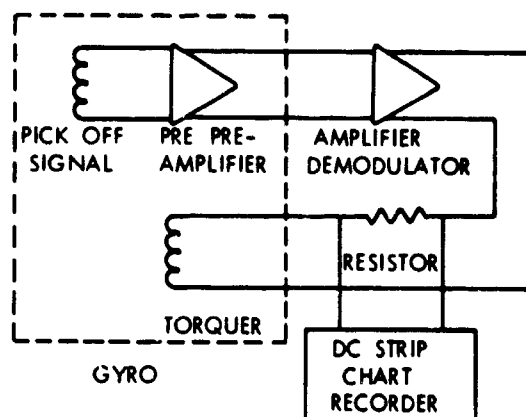 PICK OFF
SIGNAL
PRE PRE-
AMPLIFIER
AMPLIFIER
DEMODULATOR
RESISTOR
TORQUER
GYRO
DC STRIP
CHART
RECORDER